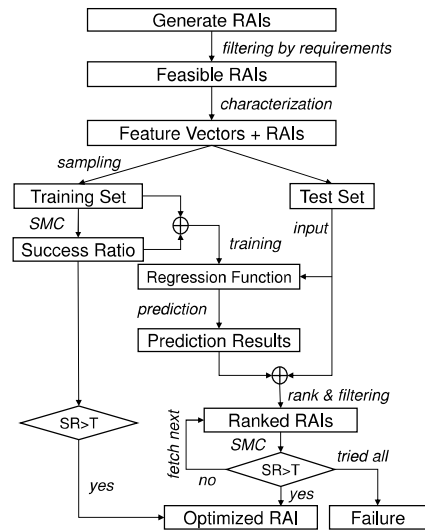 Generate RAIs
filtering by requirements
Feasible RAIs
characterization
Feature Vectors + RAIs
sampling
Training Set
Test Set
SMC
input
Success Ratio
training
Regression Function
prediction
Prediction Results
rank & filtering
Ranked RAIs
SR>T
fetch next
SMC
tried all
SR>T
no
yes
yes
Optimized RAI
Failure